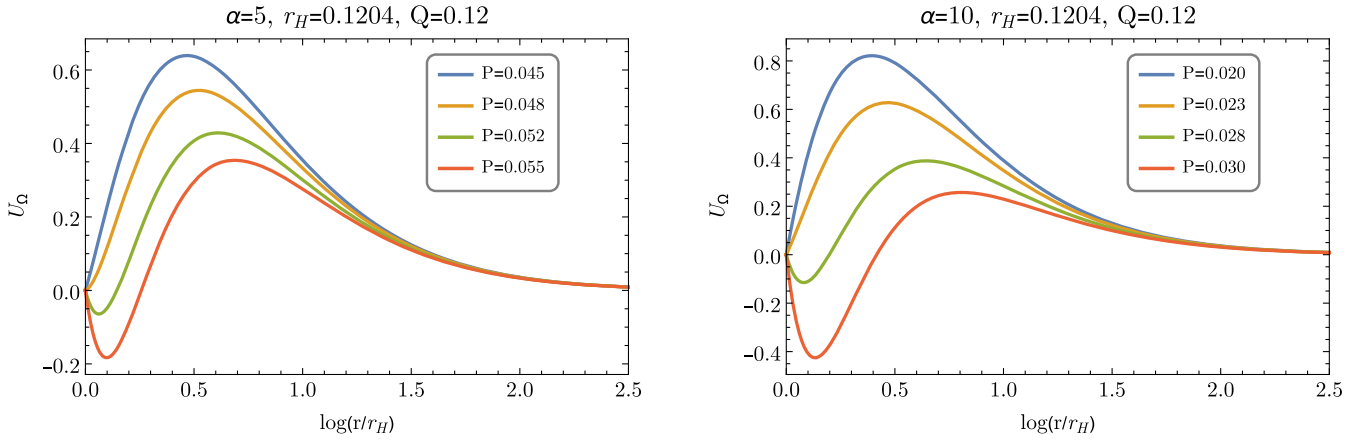 α=5, r_H=0.1204, Q=0.12
U_Ω
0.6
0.4
0.2
0.0
−0.2
P=0.045
P=0.048
P=0.052
P=0.055
0.0 0.5 1.0 1.5 2.0 2.5
log(r/r_H)
α=10, r_H=0.1204, Q=0.12
U_Ω
0.8
0.6
0.4
0.2
0.0
−0.2
−0.4
P=0.020
P=0.023
P=0.028
P=0.030
0.0 0.5 1.0 1.5 2.0 2.5
log(r/r_H)